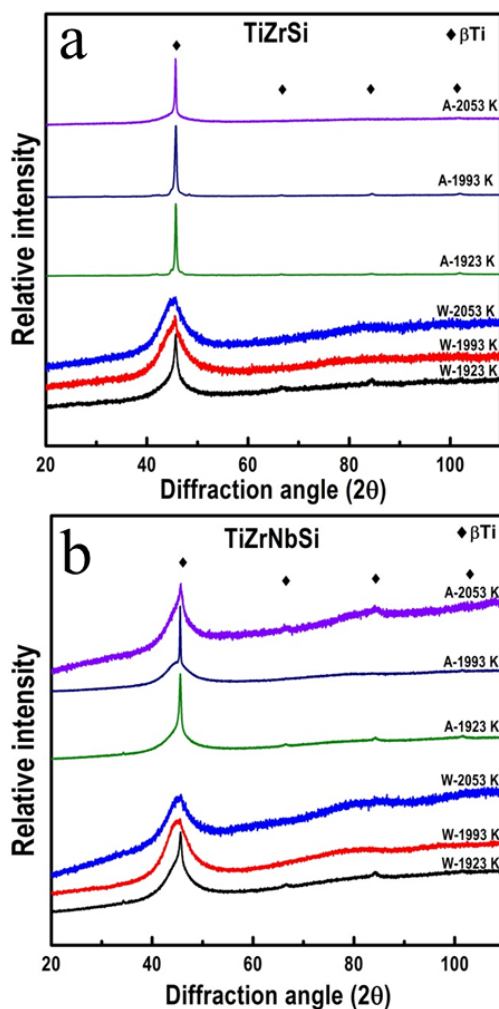 a
TiZrSi
♦βTi
A-2053 K
A-1993 K
A-1923 K
W-2053 K
W-1993 K
W-1923 K
Relative intensity
20 40 60 80 100
Diffraction angle (2θ)
b
TiZrNbSi
♦βTi
A-2053 K
A-1993 K
A-1923 K
W-2053 K
W-1993 K
W-1923 K
Relative intensity
20 40 60 80 100
Diffraction angle (2θ)